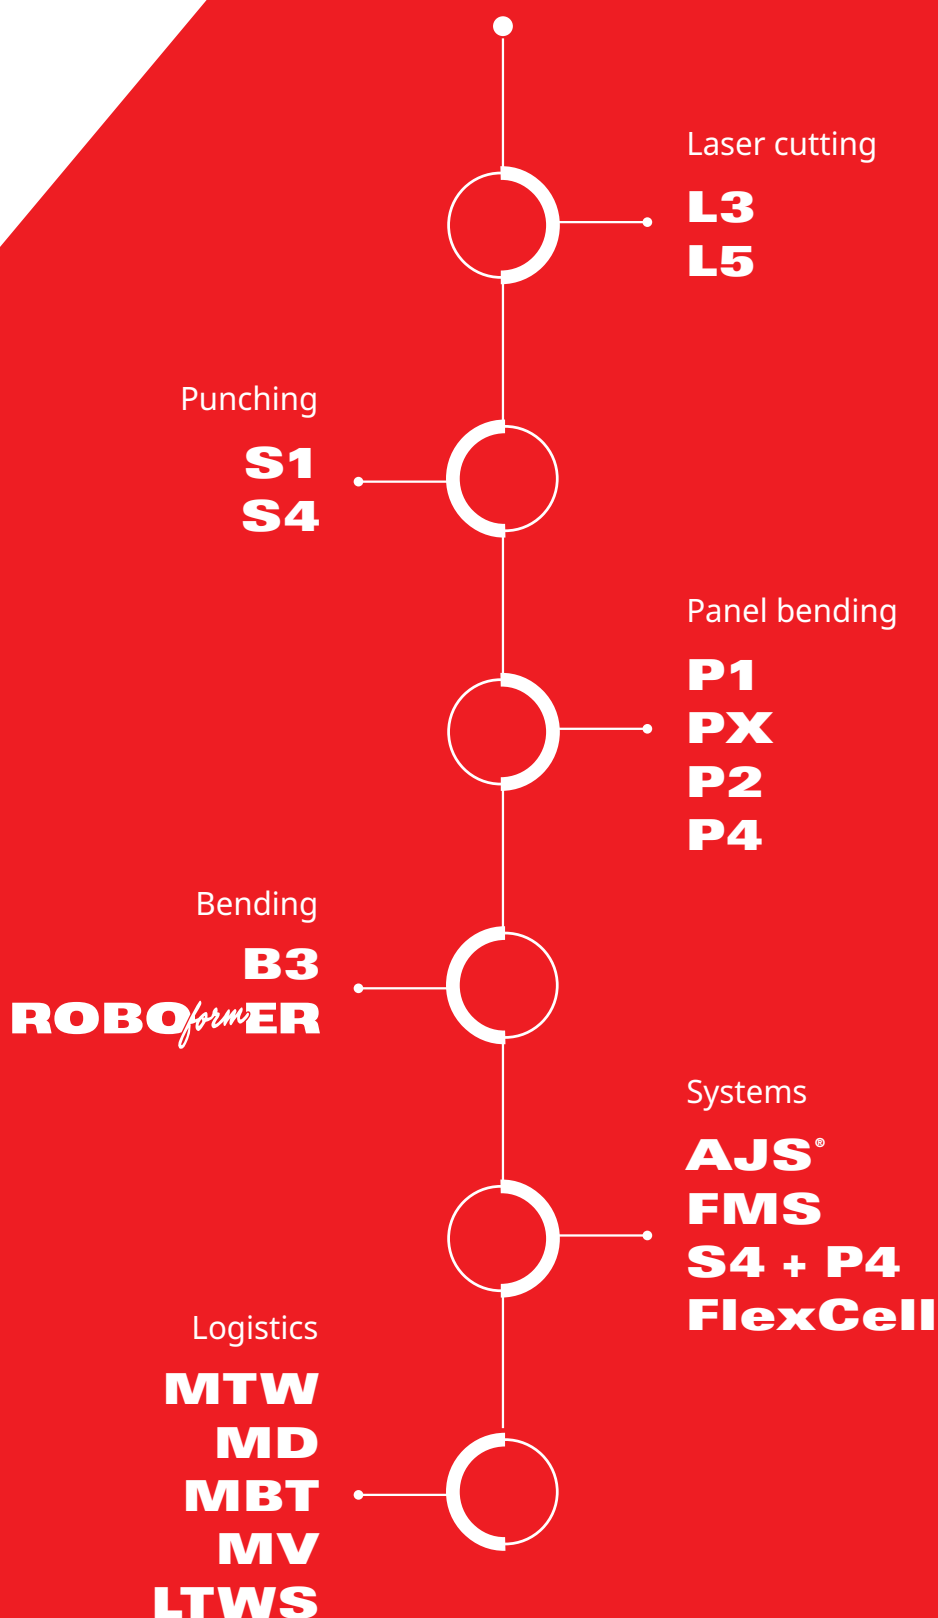 Laser cutting
L3
L5
Punching
S1
S4
Panel bending
P1
PX
P2
P4
Bending
B3
ROBOformER
Systems
AJS®
FMS
S4 + P4
FlexCell
Logistics
MTW
MD
MBT
MV
LTWS